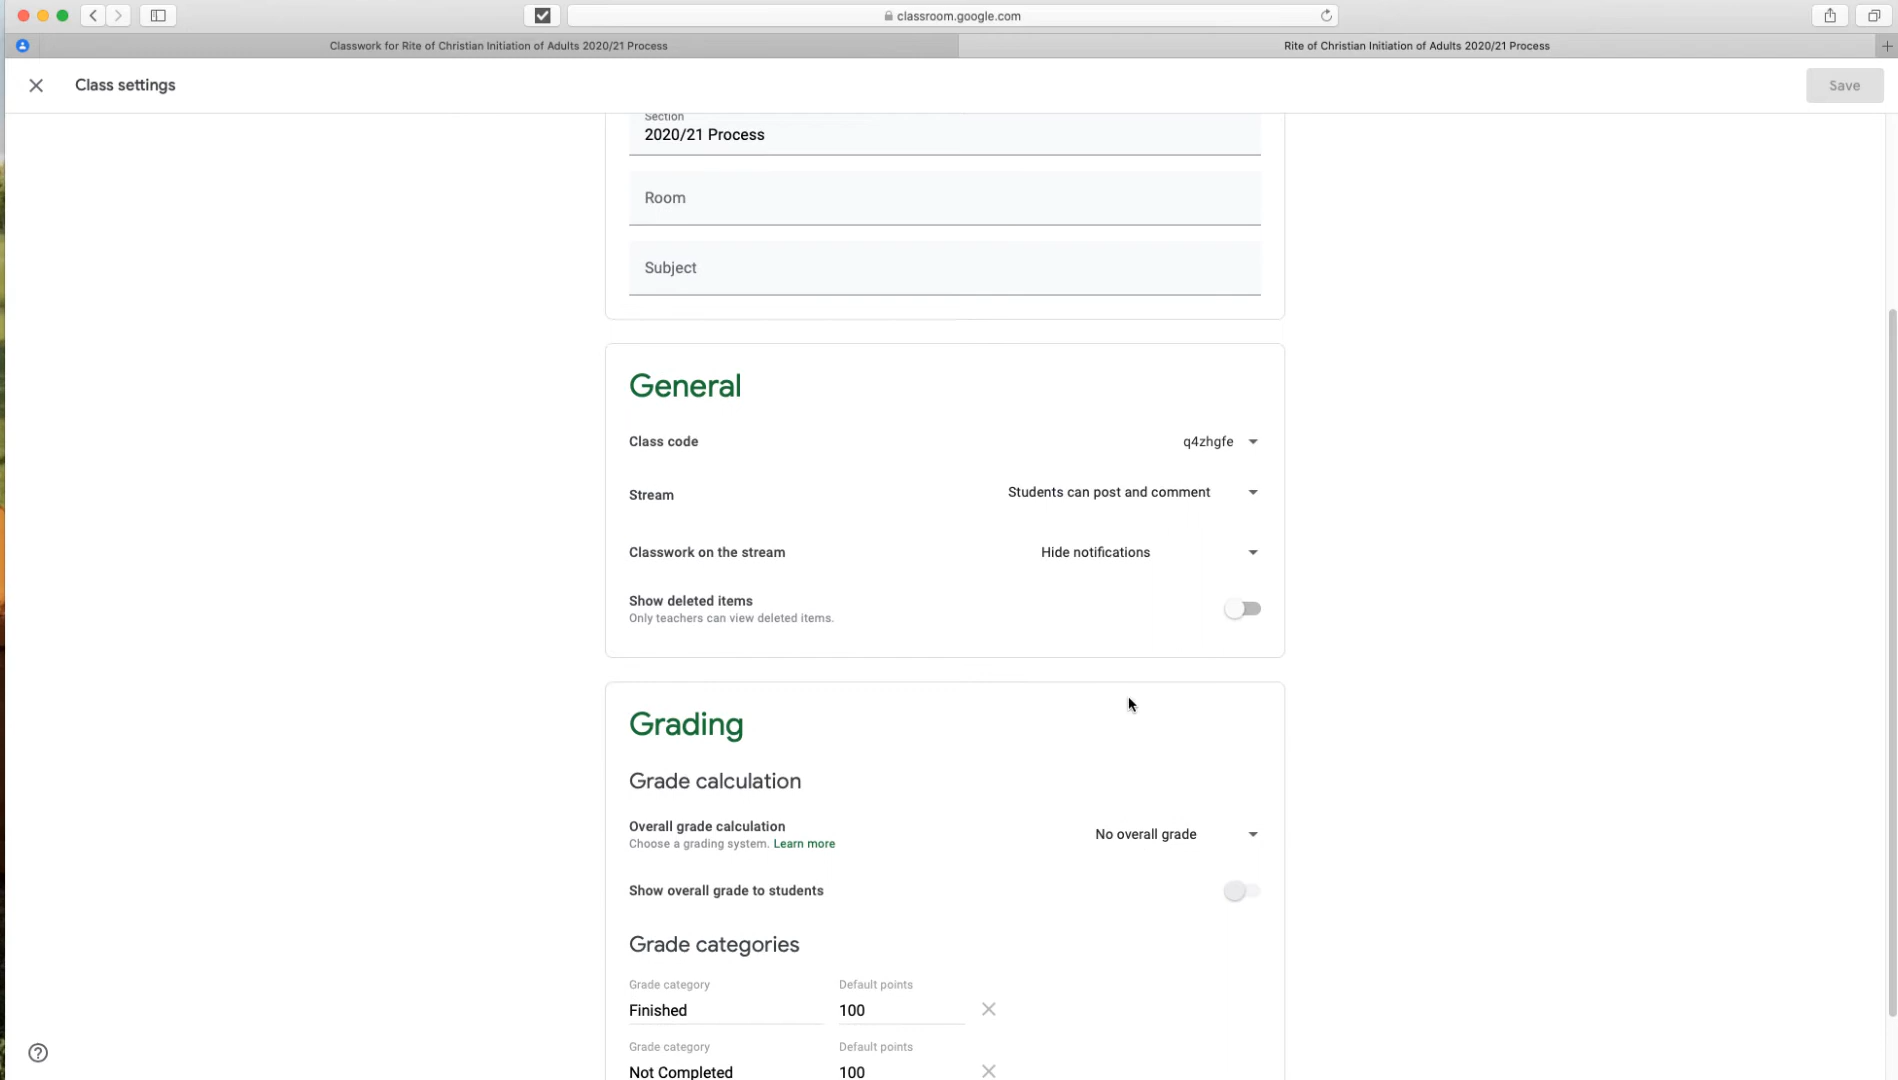 classroom.google.com
Classwork for Rite of Christian Initiation of Adults 2020/21 Process
Rite of Christian Initiation of Adults 2020/21 Process
Class settings
Save
Section
2020/21 Process
Room
Subject
General
Class code
q4zhgfe
Stream
Students can post and comment
Classwork on the stream
Hide notifications
Show deleted items
Only teachers can view deleted items.
Grading
Grade calculation
Overall grade calculation
Choose a grading system. Learn more
No overall grade
Show overall grade to students
Grade categories
Grade category
Default points
Finished
100
Grade category
Default points
Not Completed
100